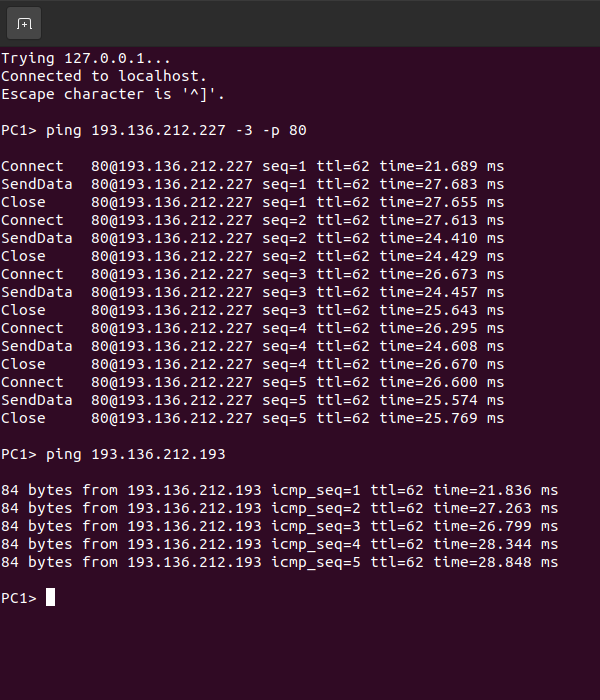 Trying 127.0.0.1...
Connected to localhost.
Escape character is '^]'.
PC1> ping 193.136.212.227 -3 -p 80
Connect   80@193.136.212.227 seq=1 ttl=62 time=21.689 ms
SendData  80@193.136.212.227 seq=1 ttl=62 time=27.683 ms
Close     80@193.136.212.227 seq=1 ttl=62 time=27.655 ms
Connect   80@193.136.212.227 seq=2 ttl=62 time=27.613 ms
SendData  80@193.136.212.227 seq=2 ttl=62 time=24.410 ms
Close     80@193.136.212.227 seq=2 ttl=62 time=24.429 ms
Connect   80@193.136.212.227 seq=3 ttl=62 time=26.673 ms
SendData  80@193.136.212.227 seq=3 ttl=62 time=24.457 ms
Close     80@193.136.212.227 seq=3 ttl=62 time=25.643 ms
Connect   80@193.136.212.227 seq=4 ttl=62 time=26.295 ms
SendData  80@193.136.212.227 seq=4 ttl=62 time=24.608 ms
Close     80@193.136.212.227 seq=4 ttl=62 time=26.670 ms
Connect   80@193.136.212.227 seq=5 ttl=62 time=26.600 ms
SendData  80@193.136.212.227 seq=5 ttl=62 time=25.574 ms
Close     80@193.136.212.227 seq=5 ttl=62 time=25.769 ms
PC1> ping 193.136.212.193
84 bytes from 193.136.212.193 icmp_seq=1 ttl=62 time=21.836 ms
84 bytes from 193.136.212.193 icmp_seq=2 ttl=62 time=27.263 ms
84 bytes from 193.136.212.193 icmp_seq=3 ttl=62 time=26.799 ms
84 bytes from 193.136.212.193 icmp_seq=4 ttl=62 time=28.344 ms
84 bytes from 193.136.212.193 icmp_seq=5 ttl=62 time=28.848 ms
PC1>